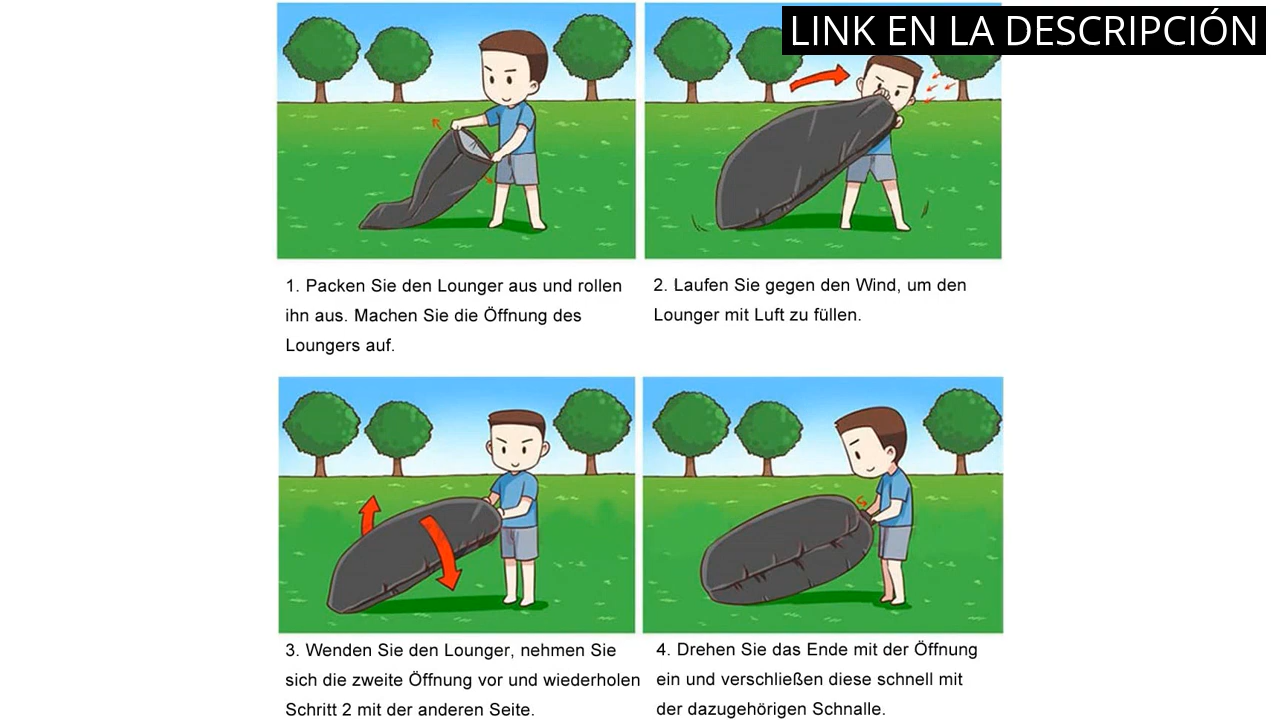 LINK EN LA DESCRIPCIÓN
1. Packen Sie den Lounger aus und rollen
ihn aus. Machen Sie die Öffnung des
Loungers auf.
2. Laufen Sie gegen den Wind, um den
Lounger mit Luft zu füllen.
3. Wenden Sie den Lounger, nehmen Sie
sich die zweite Öffnung vor und wiederholen
Schritt 2 mit der anderen Seite.
4. Drehen Sie das Ende mit der Öffnung
ein und verschließen diese schnell mit
der dazugehörigen Schnalle.